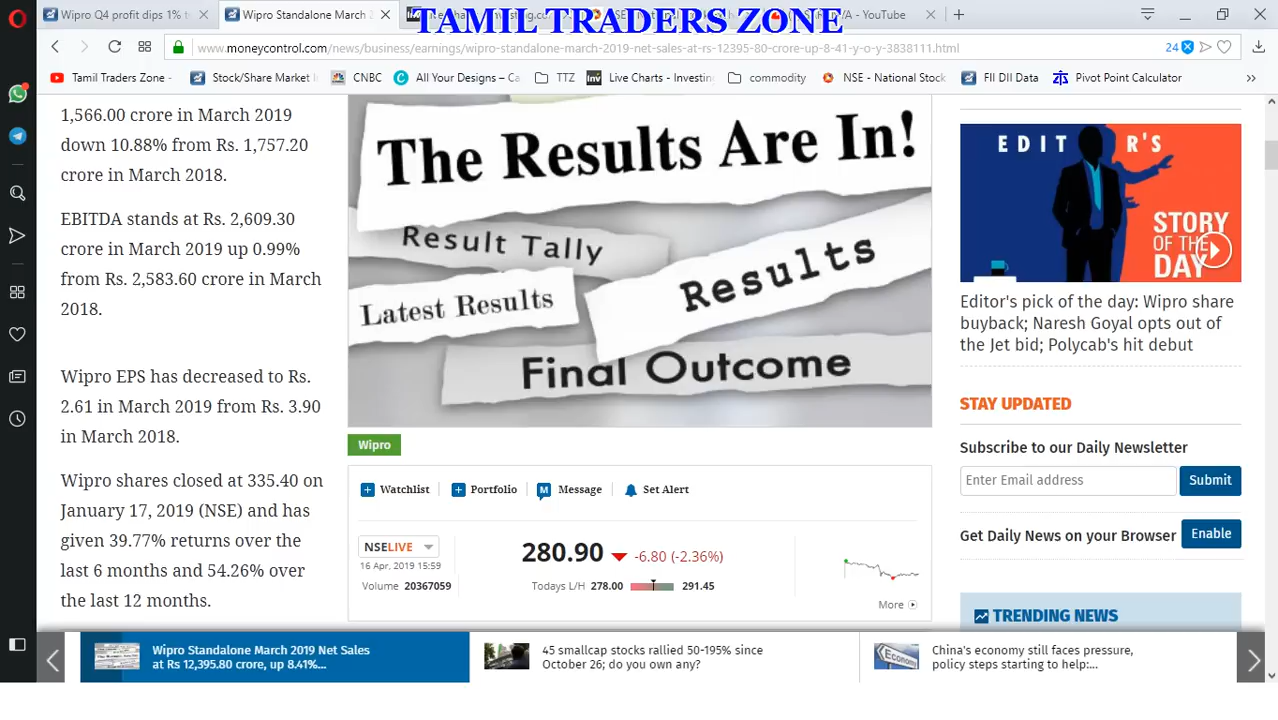 Wipro Q4 profit dips 1% t
Wipro Standalone March 2
TAMIL TRADERS ZONE
- YouTube
www.moneycontrol.com/news/business/earnings/wipro-standalone-march-2019-net-sales-at-rs-12395-80-crore-up-8-41-y-o-y-3838111.html
24
Tamil Traders Zone -
Stock/Share Market
CNBC
All Your Designs – Ca
TTZ
Live Charts - Investin
commodity
NSE - National Stock
FII DII Data
Pivot Point Calculator
1,566.00 crore in March 2019
down 10.88% from Rs. 1,757.20
crore in March 2018.
EBITDA stands at Rs. 2,609.30
crore in March 2019 up 0.99%
from Rs. 2,583.60 crore in March
2018.
Wipro EPS has decreased to Rs.
2.61 in March 2019 from Rs. 3.90
in March 2018.
Wipro shares closed at 335.40 on
January 17, 2019 (NSE) and has
given 39.77% returns over the
last 6 months and 54.26% over
the last 12 months.
The Results Are In!
Result Tally
Results
Latest Results
Final Outcome
Wipro
Watchlist
Portfolio
Message
Set Alert
NSELIVE
16 Apr, 2019 15:59
Volume 20367059
280.90 -6.80 (-2.36%)
Todays L/H 278.00 291.45
More
EDITOR'S
STORY
OF THE
DAY
Editor's pick of the day: Wipro share
buyback; Naresh Goyal opts out of
the Jet bid; Polycab's hit debut
STAY UPDATED
Subscribe to our Daily Newsletter
Enter Email address
Submit
Get Daily News on your Browser
Enable
TRENDING NEWS
Wipro Standalone March 2019 Net Sales
at Rs 12,395.80 crore, up 8.41%...
45 smallcap stocks rallied 50-195% since
October 26; do you own any?
Economy
China's economy still faces pressure,
policy steps starting to help:...